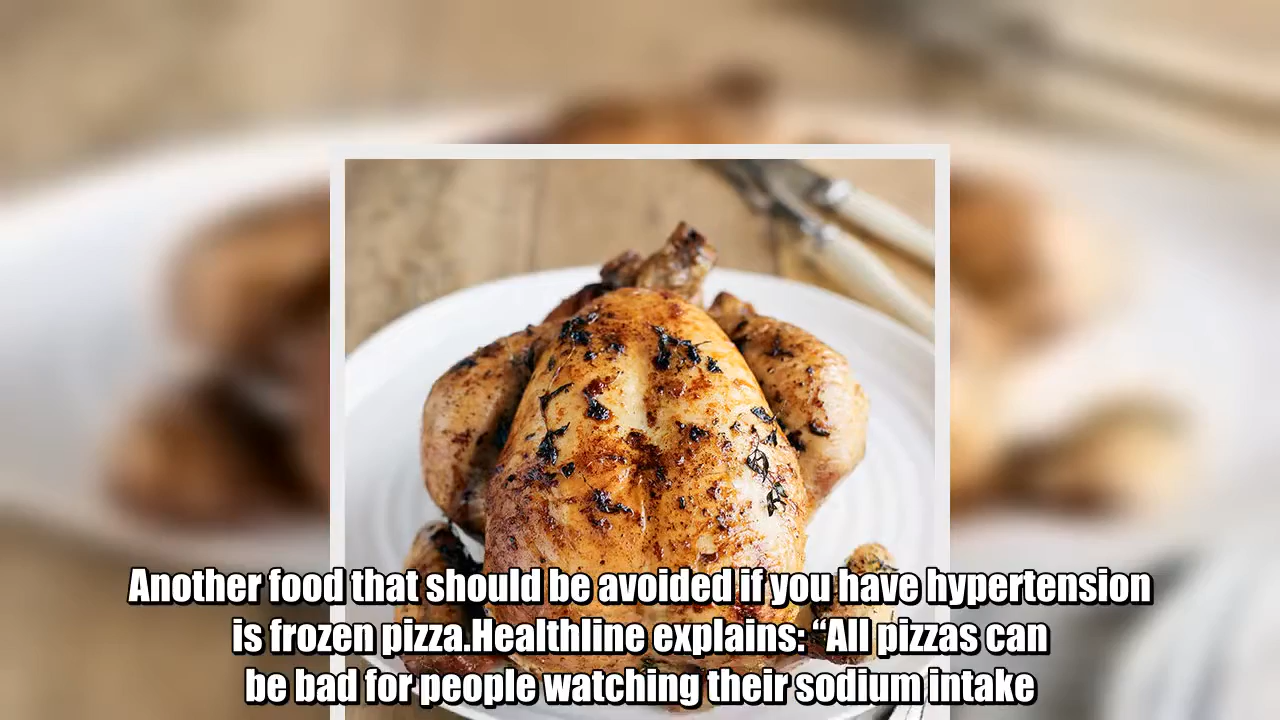 Another food that should be avoided if you have hypertension
is frozen pizza.Healthline explains: “All pizzas can
be bad for people watching their sodium intake